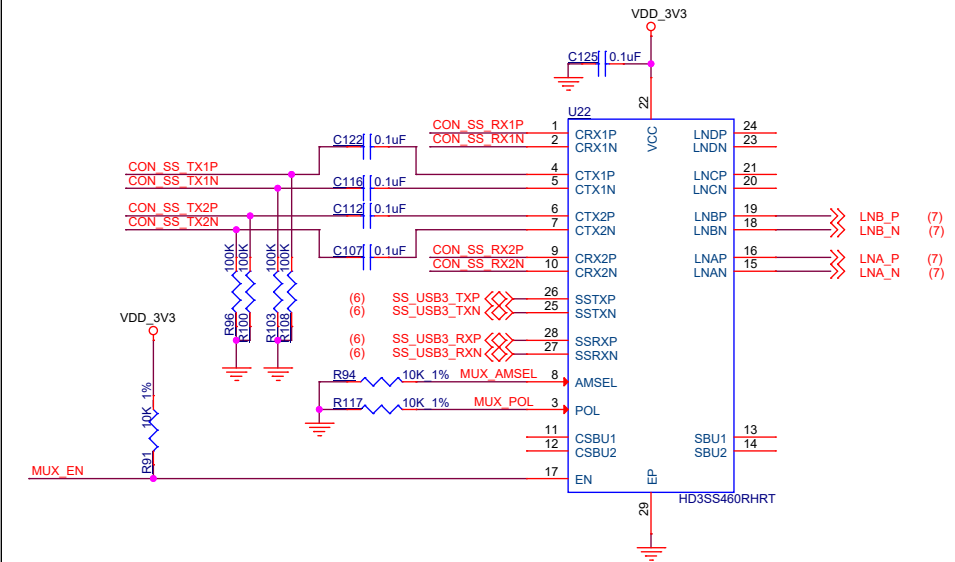 VDD_3V3
C125 0.1uF
22
U22
VCC
CON_SS_RX1P 1 CRX1P LNDP 24
CON_SS_RX1N 2 CRX1N LNDN 23
C122 0.1uF
CON_SS_TX1P 4 CTX1P LNCP 21
CON_SS_TX1N C116 0.1uF 5 CTX1N LNCN 20
CON_SS_TX2P C112 0.1uF 6 CTX2P LNBP 19 LNB_P (7)
CON_SS_TX2N 7 CTX2N LNBN 18 LNB_N (7)
C107 0.1uF
CON_SS_RX2P 9 CRX2P LNAP 16 LNA_P (7)
CON_SS_RX2N 10 CRX2N LNAN 15 LNA_N (7)
100K 100K 100K 100K
R96 R100 R103 R108
(6) SS_USB3_TXP 26 SSTXP
(6) SS_USB3_TXN 25 SSTXN
VDD_3V3
(6) SS_USB3_RXP 28 SSRXP
(6) SS_USB3_RXN 27 SSRXN
R94 10K_1% MUX_AMSEL 8 AMSEL
R117 10K_1% MUX_POL 3 POL
10K_1%
R91
11 CSBU1 SBU1 13
12 CSBU2 SBU2 14
MUX_EN 17 EN
EP
HD3SS460RHRT
29